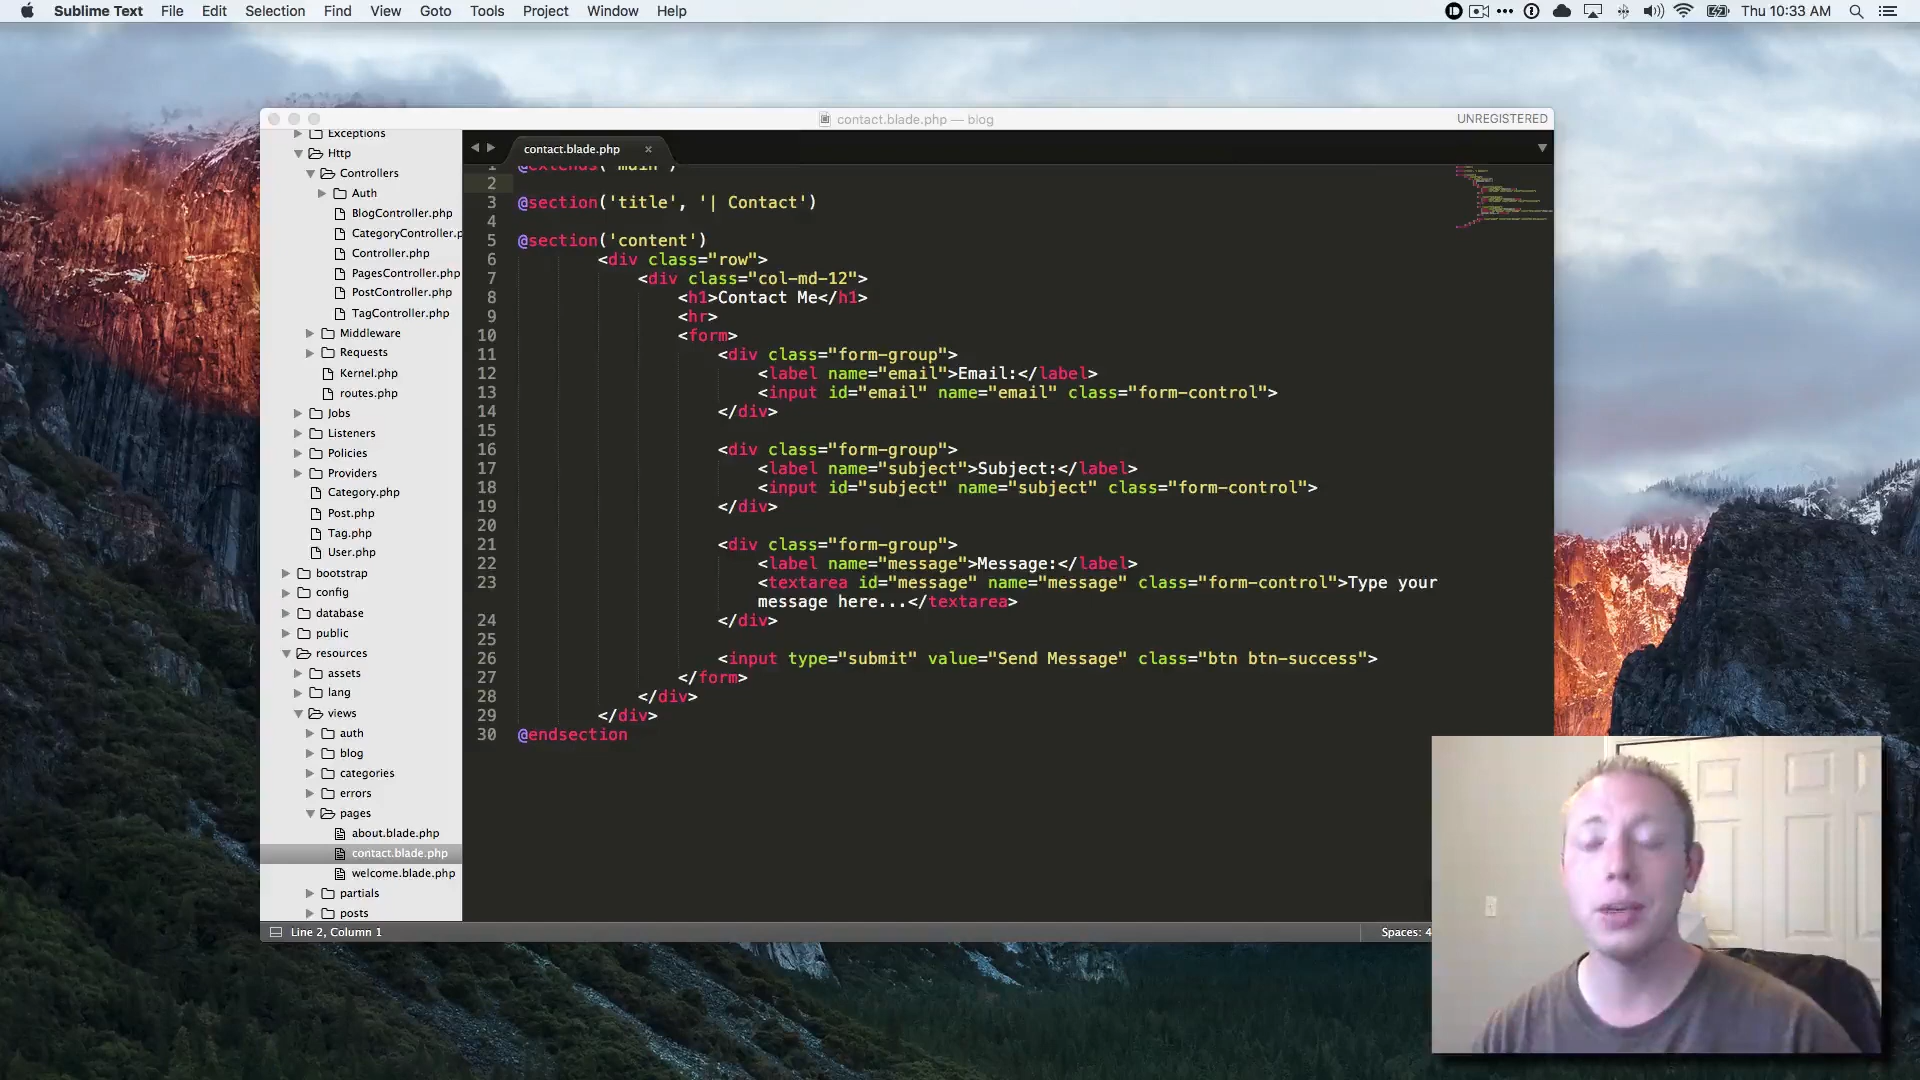 Sublime Text File Edit Selection Find View Goto Tools Project Window Help Thu 10:33 AM
contact.blade.php — blog UNREGISTERED
Exceptions
Http
Controllers
Auth
BlogController.php
CategoryController.p
Controller.php
PagesController.php
PostController.php
TagController.php
Middleware
Requests
Kernel.php
routes.php
Jobs
Listeners
Policies
Providers
Category.php
Post.php
Tag.php
User.php
bootstrap
config
database
public
resources
assets
lang
views
auth
blog
categories
errors
pages
about.blade.php
contact.blade.php
welcome.blade.php
partials
posts
contact.blade.php
1 @extends('main')
2
3 @section('title', '| Contact')
4
5 @section('content')
6 <div class="row">
7 <div class="col-md-12">
8 <h1>Contact Me</h1>
9 <hr>
10 <form>
11 <div class="form-group">
12 <label name="email">Email:</label>
13 <input id="email" name="email" class="form-control">
14 </div>
15
16 <div class="form-group">
17 <label name="subject">Subject:</label>
18 <input id="subject" name="subject" class="form-control">
19 </div>
20
21 <div class="form-group">
22 <label name="message">Message:</label>
23 <textarea id="message" name="message" class="form-control">Type your
message here...</textarea>
24 </div>
25
26 <input type="submit" value="Send Message" class="btn btn-success">
27 </form>
28 </div>
29 </div>
30 @endsection
Line 2, Column 1 Spaces: 4